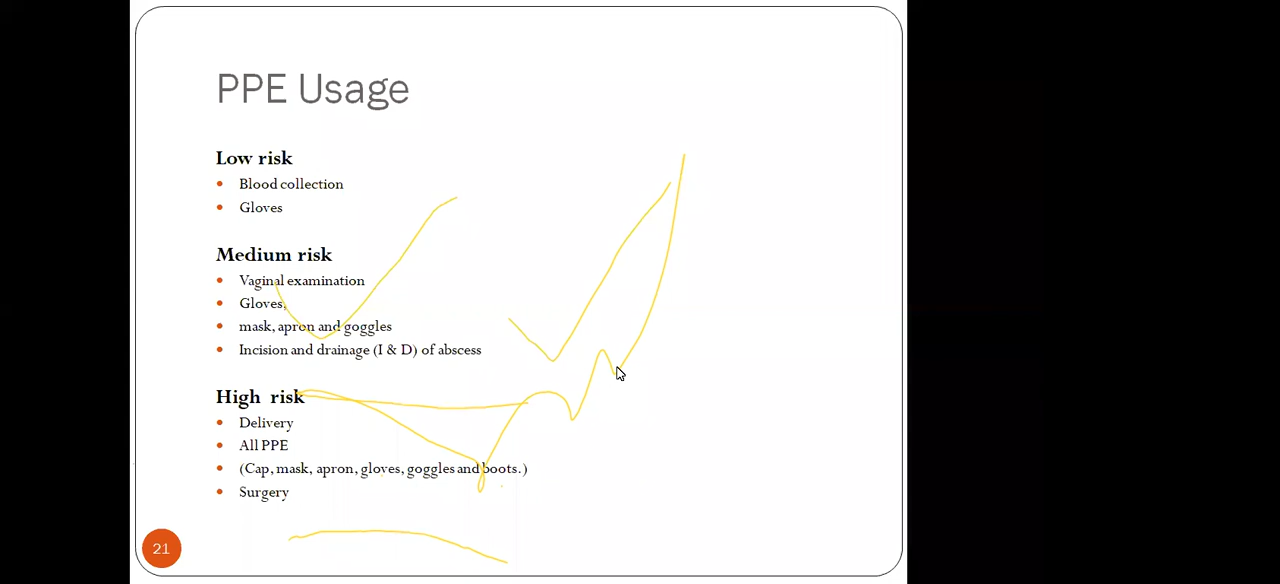 PPE Usage
Low risk
Blood collection
Gloves
Medium risk
Vaginal examination
Gloves,
mask, apron and goggles
Incision and drainage (I & D) of abscess
High risk
Delivery
All PPE
(Cap, mask, apron, gloves, goggles and boots.)
Surgery
21